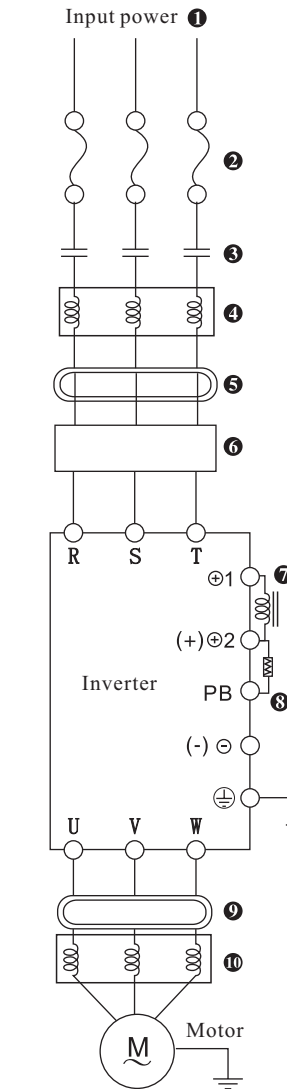 Input power ❶
❷
❸
❹
❺
❻
R S T
⊕1 ❼
(+)⊕2
Inverter
PB ❽
(-) ⊖
U V W
❾
❿
M
~
Motor